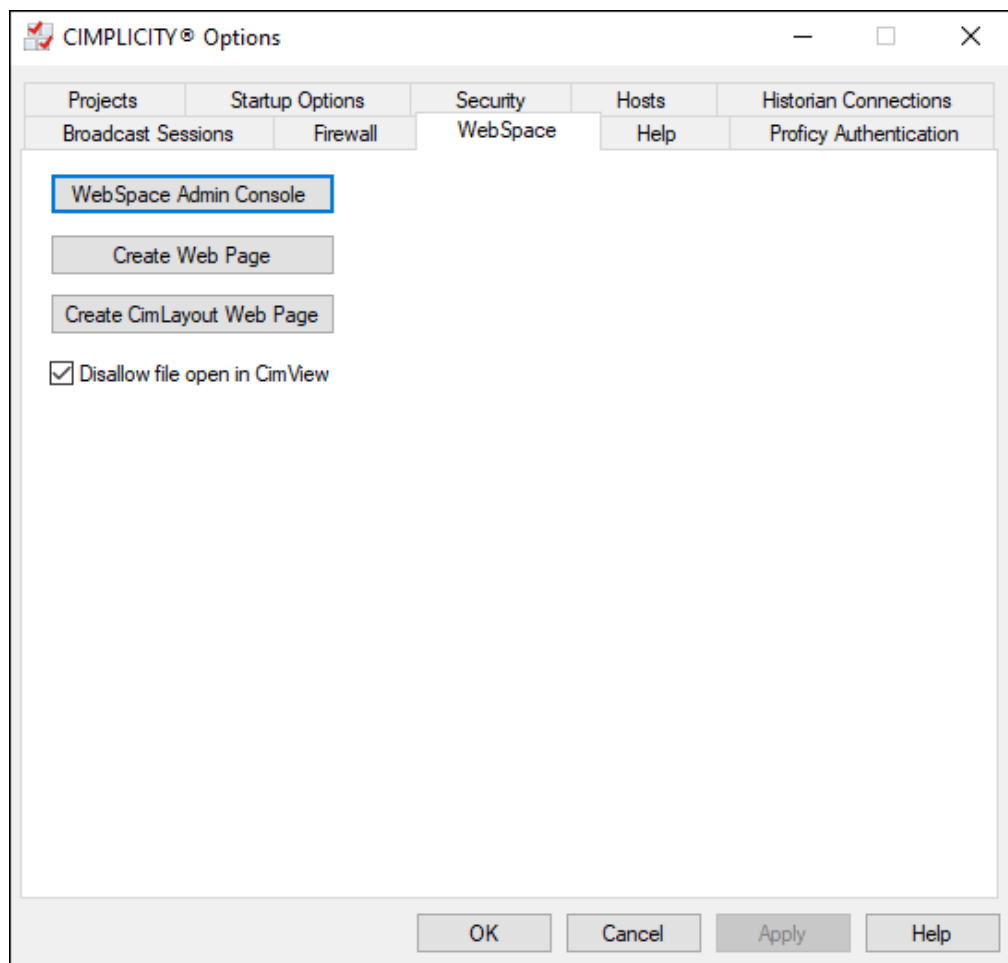 CIMPLICITY® Options
Projects Startup Options Security Hosts Historian Connections
Broadcast Sessions Firewall WebSpace Help Proficy Authentication
WebSpace Admin Console
Create Web Page
Create CimLayout Web Page
Disallow file open in CimView
OK Cancel Apply Help